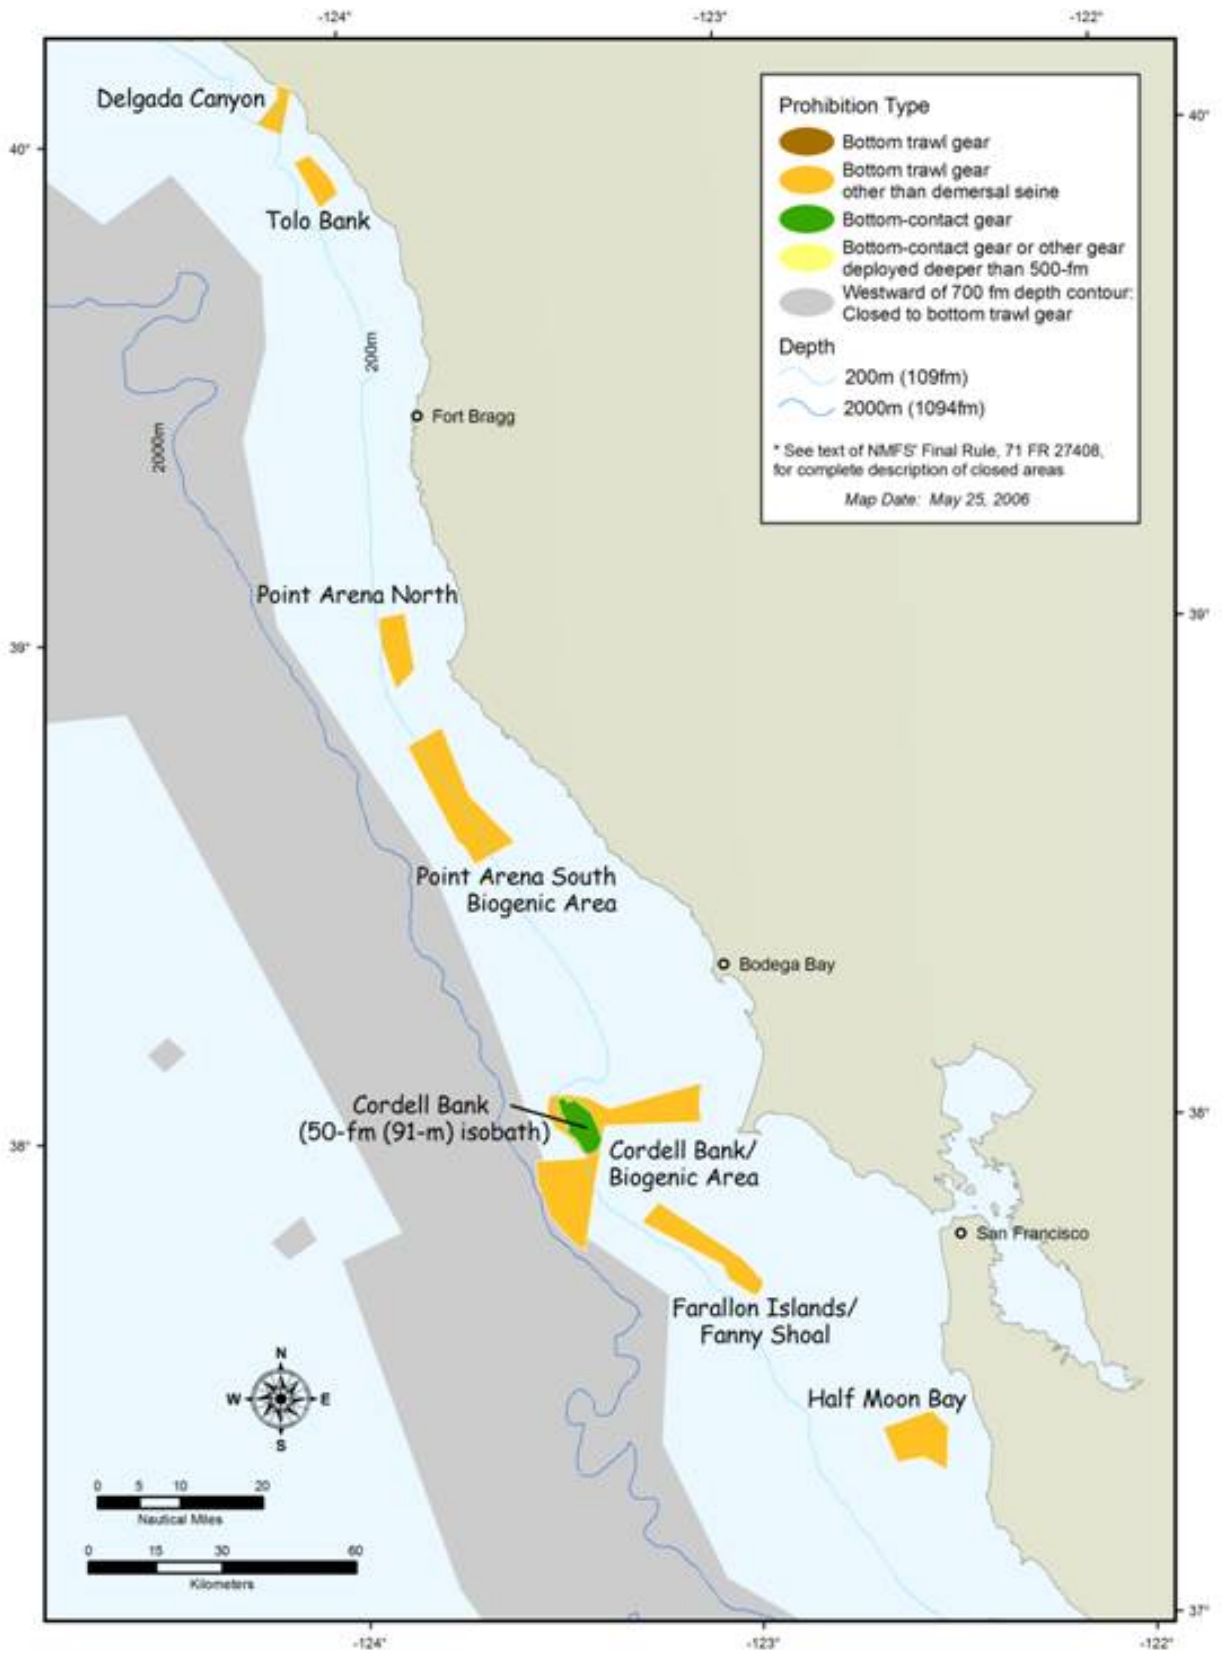 -124°
-123°
-122°
Delgada Canyon
40°
40°
Tolo Bank
Prohibition Type
Bottom trawl gear
Bottom trawl gear
other than demersal seine
Bottom-contact gear
Bottom-contact gear or other gear
deployed deeper than 500-fm
Westward of 700 fm depth contour:
Closed to bottom trawl gear
Depth
200m (109fm)
2000m (1094fm)
* See text of NMFS' Final Rule, 71 FR 27408,
for complete description of closed areas
Map Date: May 25, 2006
200m
Fort Bragg
2000m
Point Arena North
39°
39°
Point Arena South
Biogenic Area
Bodega Bay
Cordell Bank
(50-fm (91-m) isobath)
38°
38°
Cordell Bank/
Biogenic Area
San Francisco
Farallon Islands/
Fanny Shoal
N
W
E
S
Half Moon Bay
0 5 10 20
Nautical Miles
0 15 30 60
Kilometers
37°
-124°
-123°
-122°